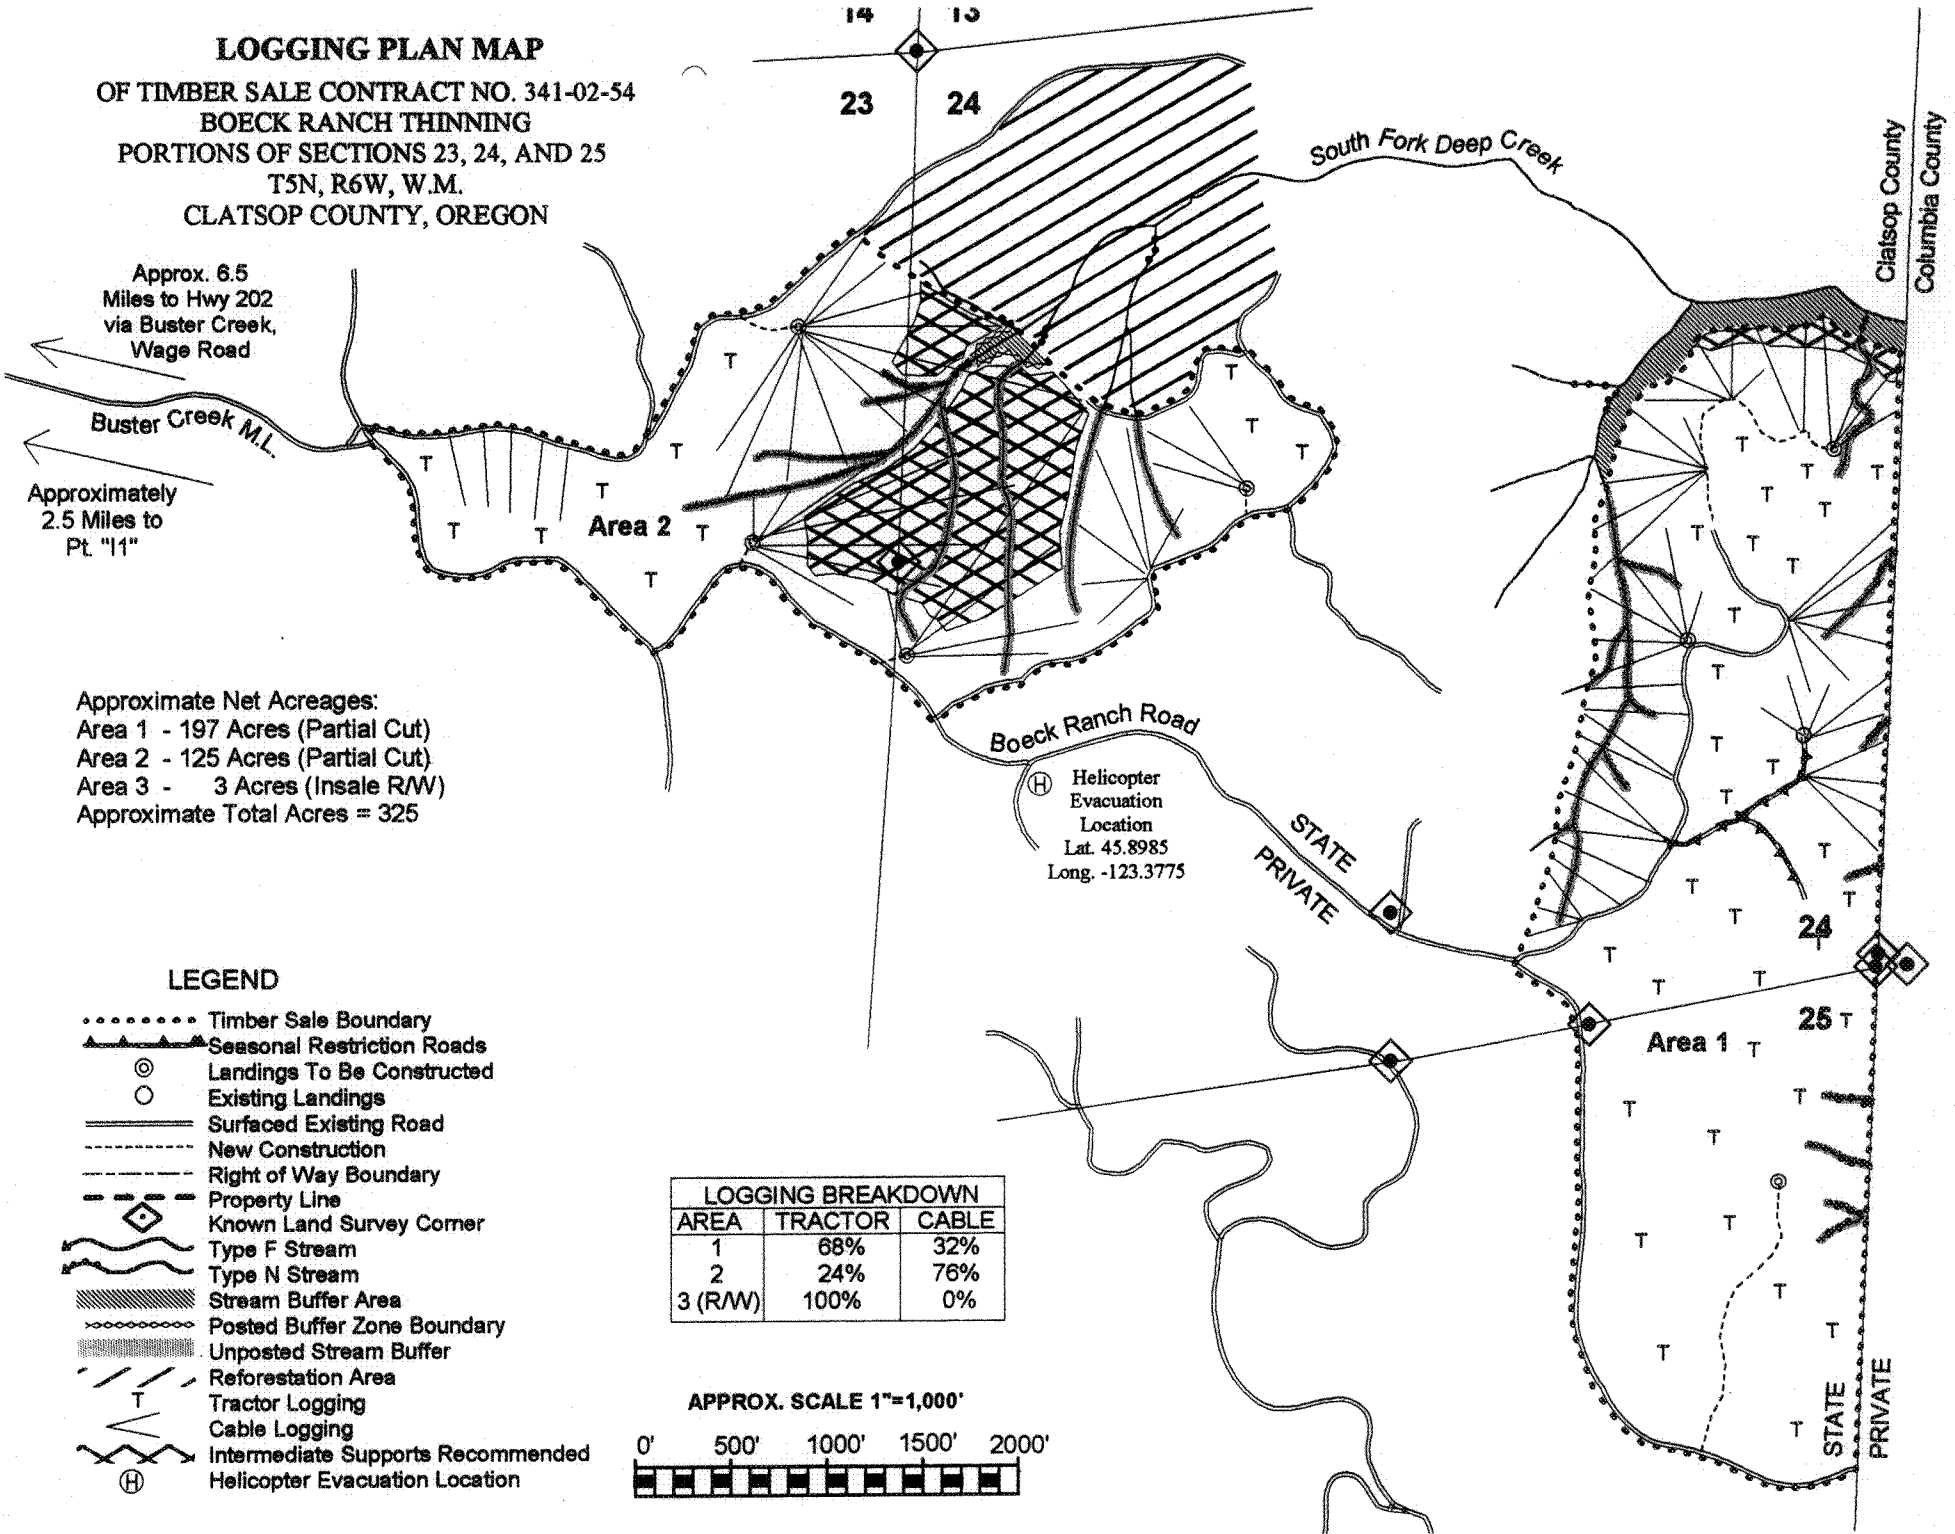 14 13
23 24
LOGGING PLAN MAP
OF TIMBER SALE CONTRACT NO. 341-02-54
BOECK RANCH THINNING
PORTIONS OF SECTIONS 23, 24, AND 25
T5N, R6W, W.M.
CLATSOP COUNTY, OREGON
South Fork Deep Creek
Clatsop County
Columbia County
Approx. 6.5
Miles to Hwy 202
via Buster Creek,
Wage Road
Buster Creek M.L.
Approximately
2.5 Miles to
Pt. "I1"
Area 2
T T T T T T T T T T T T
Approximate Net Acreages:
Area 1 - 197 Acres (Partial Cut)
Area 2 - 125 Acres (Partial Cut)
Area 3 - 3 Acres (Insale R/W)
Approximate Total Acres = 325
Boeck Ranch Road
H
Helicopter
Evacuation
Location
Lat. 45.8985
Long. -123.3775
STATE
PRIVATE
24
25
Area 1
T T T T T T T T T T T T T T T T T T T T T T T T T T T T T T T T T T T
STATE
PRIVATE
LEGEND
Timber Sale Boundary
Seasonal Restriction Roads
Landings To Be Constructed
Existing Landings
Surfaced Existing Road
New Construction
Right of Way Boundary
Property Line
Known Land Survey Corner
Type F Stream
Type N Stream
Stream Buffer Area
Posted Buffer Zone Boundary
Unposted Stream Buffer
Reforestation Area
T Tractor Logging
Cable Logging
Intermediate Supports Recommended
H Helicopter Evacuation Location
LOGGING BREAKDOWN
AREA TRACTOR CABLE
1 68% 32%
2 24% 76%
3 (R/W) 100% 0%
APPROX. SCALE 1"=1,000'
0' 500' 1000' 1500' 2000'